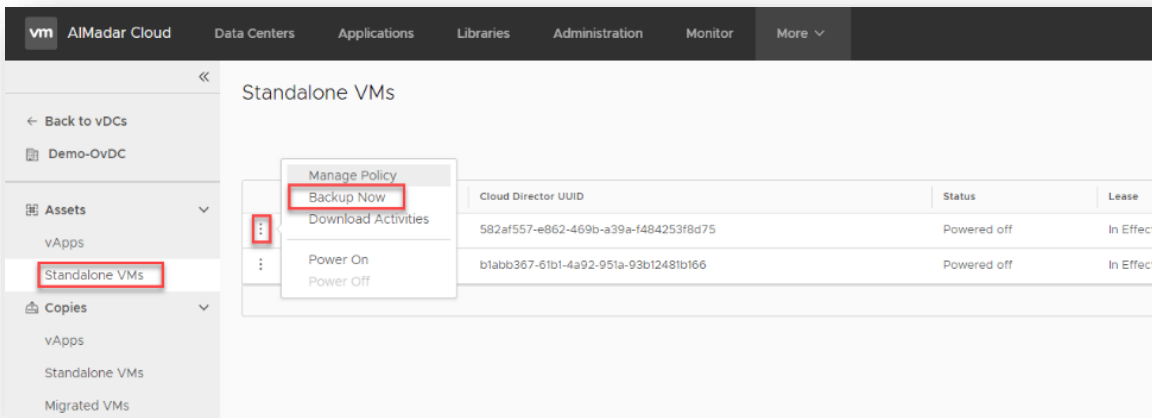 vm AlMadar Cloud Data Centers Applications Libraries Administration Monitor More
Standalone VMs
Back to vDCs
Demo-OvDC
Assets
vApps
Standalone VMs
Copies
vApps
Standalone VMs
Migrated VMs
Manage Policy
Backup Now
Download Activities
Power On
Power Off
Cloud Director UUID Status Lease
582af557-e862-469b-a39a-f484253f8d75 Powered off In Effec
b1abb367-61b1-4a92-951a-93b12481b166 Powered off In Effec